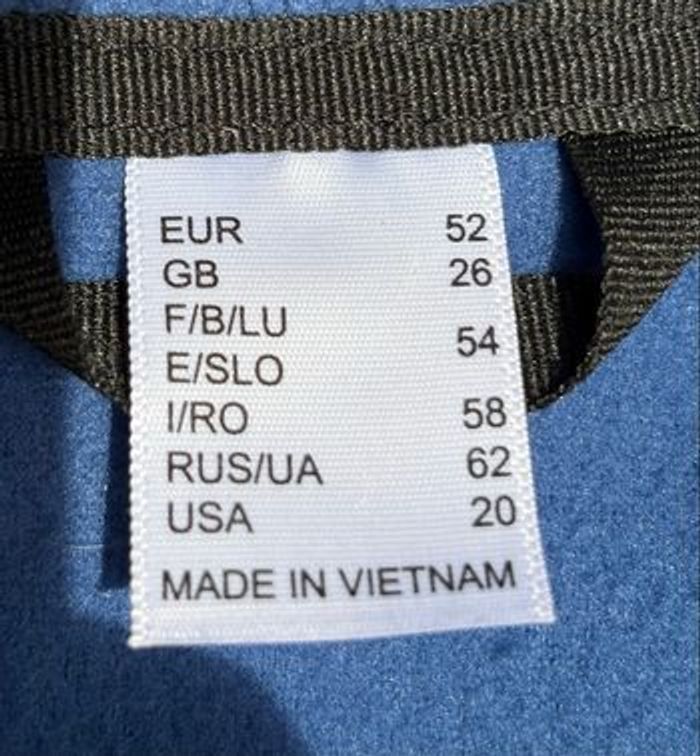 EUR 52
GB 26
F/B/LU
E/SLO 54
I/RO 58
RUS/UA 62
USA 20
MADE IN VIETNAM